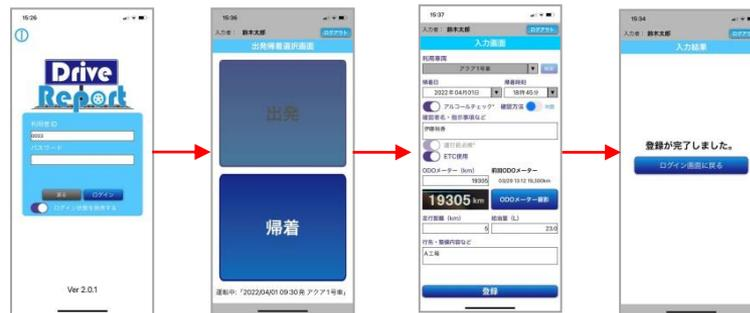 15:26
Drive
Report
利用者ID
0003
パスワード
戻る
ログイン
ログイン状態を維持する
Ver 2.0.1
15:36
入力者： 鈴木太郎
ログアウト
出発帰着選択画面
出発
帰着
運転中:「2022/04/01 09:30 発 アクア1号車」
15:37
入力者： 鈴木太郎
ログアウト
入力画面
利用車両
アクア1号車
帰着日
帰着時刻
2022年04月01日
18時45分
アルコールチェック*
確認方法
対面
確認者名・指示事項など
伊藤裕香
運行前点検*
ETC使用
ODOメーター (km)
前回ODOメーター
19305
03/29 13:12 19,300km
19305 km
ODOメーター撮影
走行距離 (km)
給油量 (L)
5
23.0
行先・整備内容など
A工場
登録
15:34
入力者： 鈴木太郎
ログアウト
入力結果
登録が完了しました。
ログイン画面に戻る